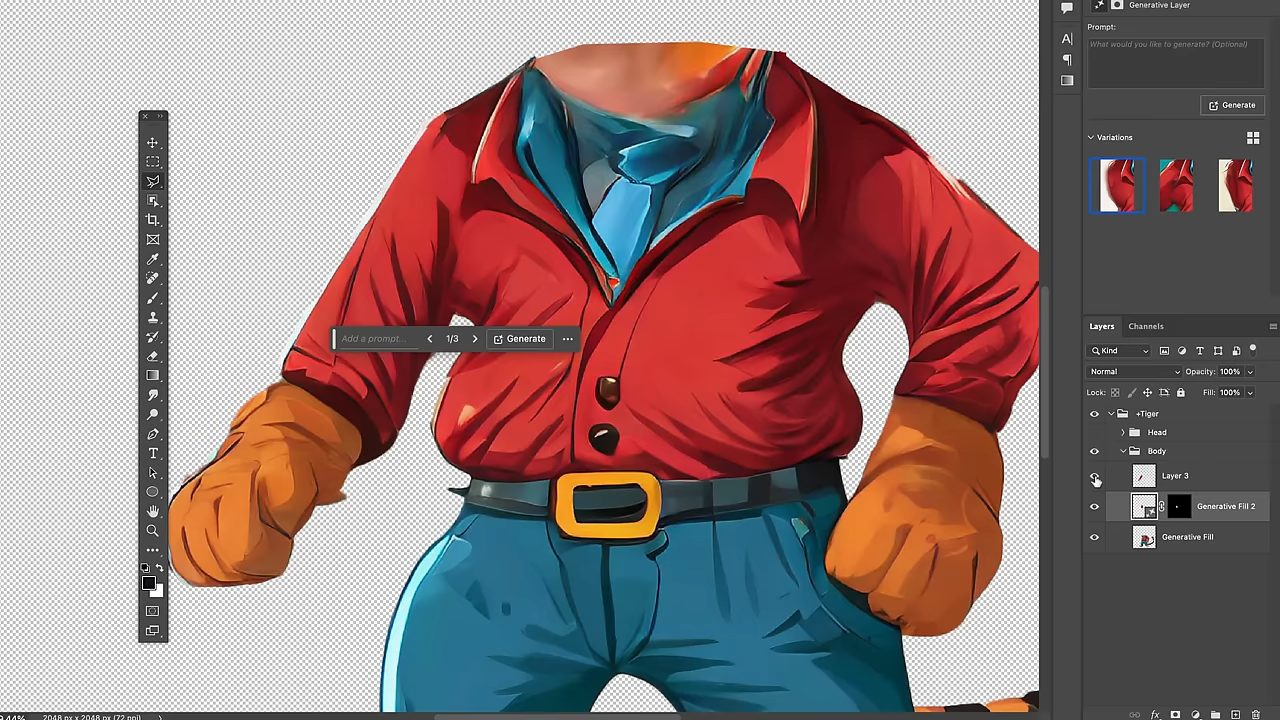 Generative Layer
Prompt:
What would you like to generate? (Optional)
Generate
Variations
Add a prompt...
1/3
Generate
Layers
Channels
Kind
Normal
Opacity: 100%
Lock:
Fill: 100%
+Tiger
Head
Body
Layer 3
Generative Fill 2
Generative Fill
2048 px x 2048 px (72 ppi)